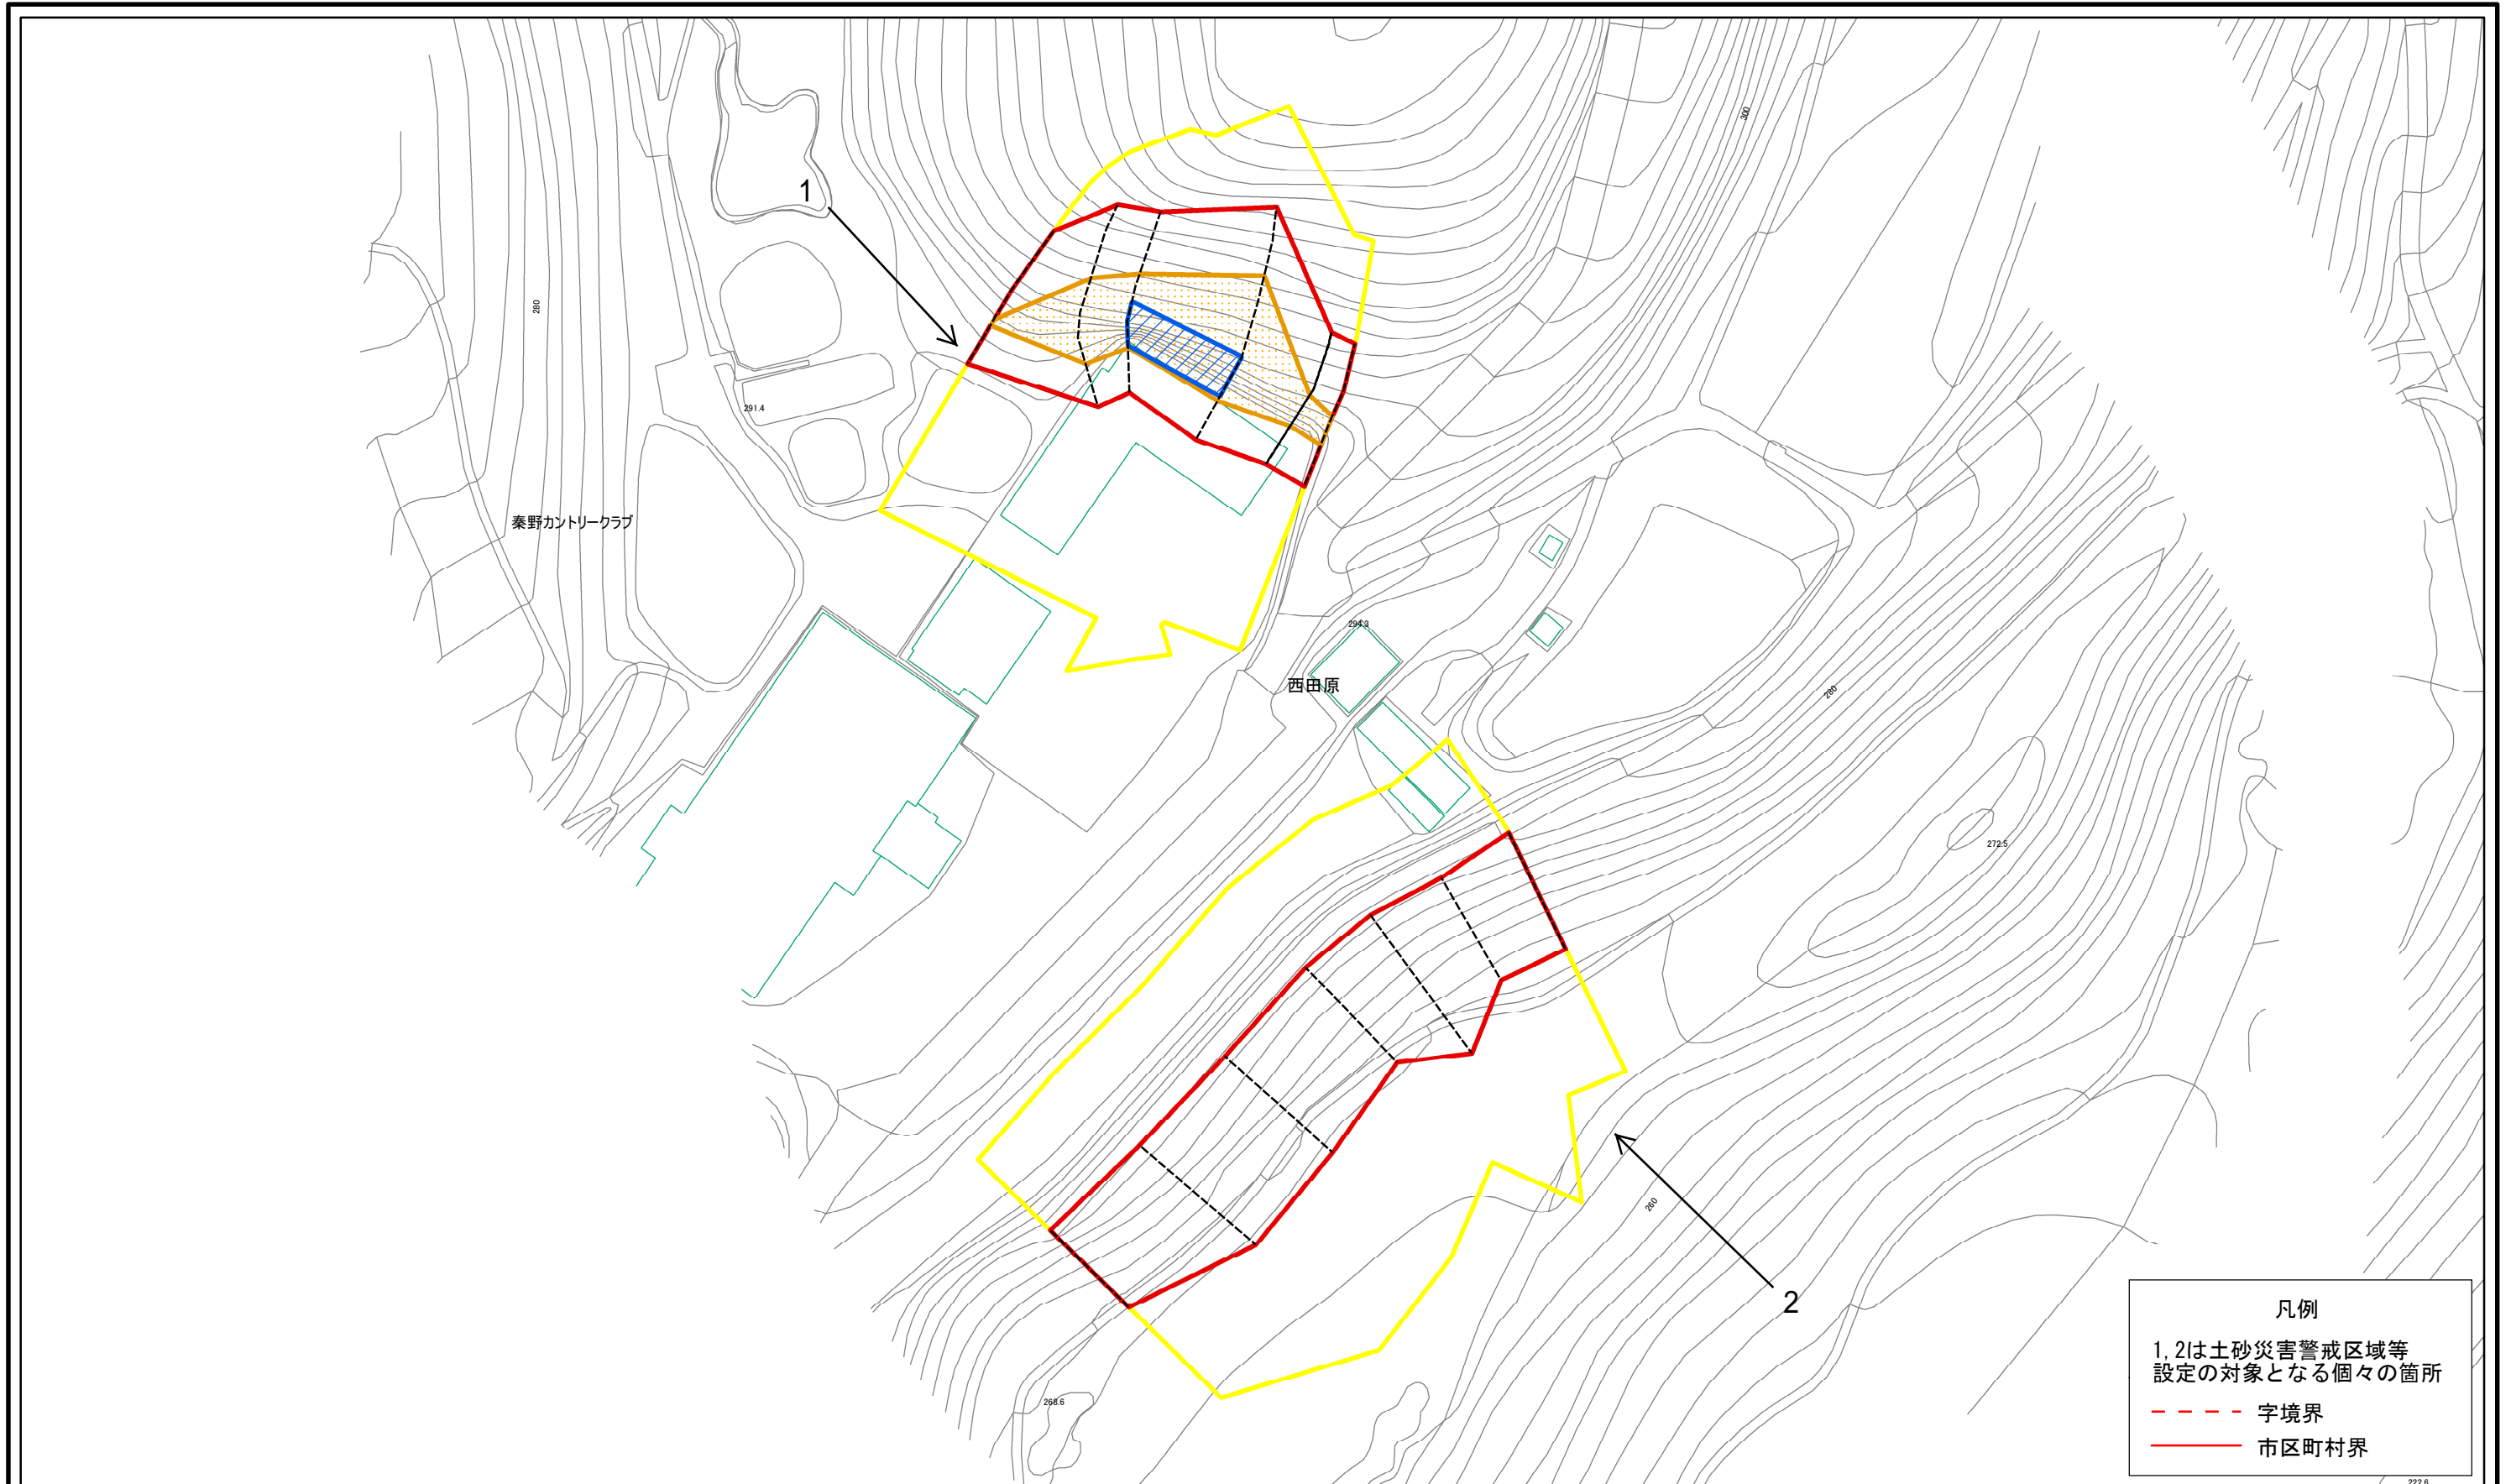 300
1
280
291.4
秦野カントリークラブ
294.3
西田原
280
272.5
260
2
268.6
凡例
1,2は土砂災害警戒区域等
設定の対象となる個々の箇所
字境界
市区町村界
222.6